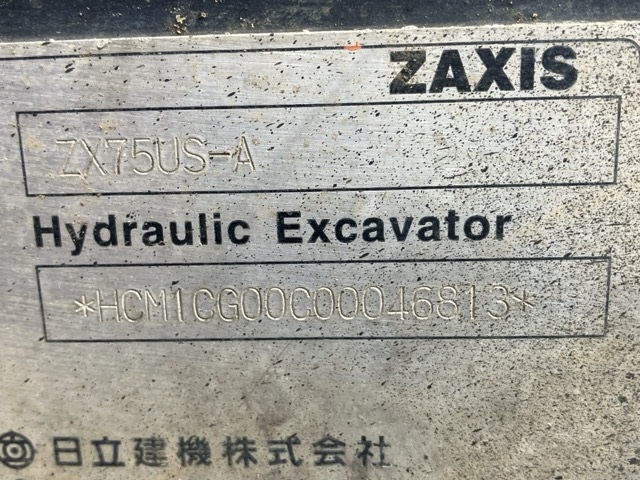 ZAXIS
ZX75US-A
Hydraulic Excavator
*HCM1CG00C00046813*
日立建機株式会社